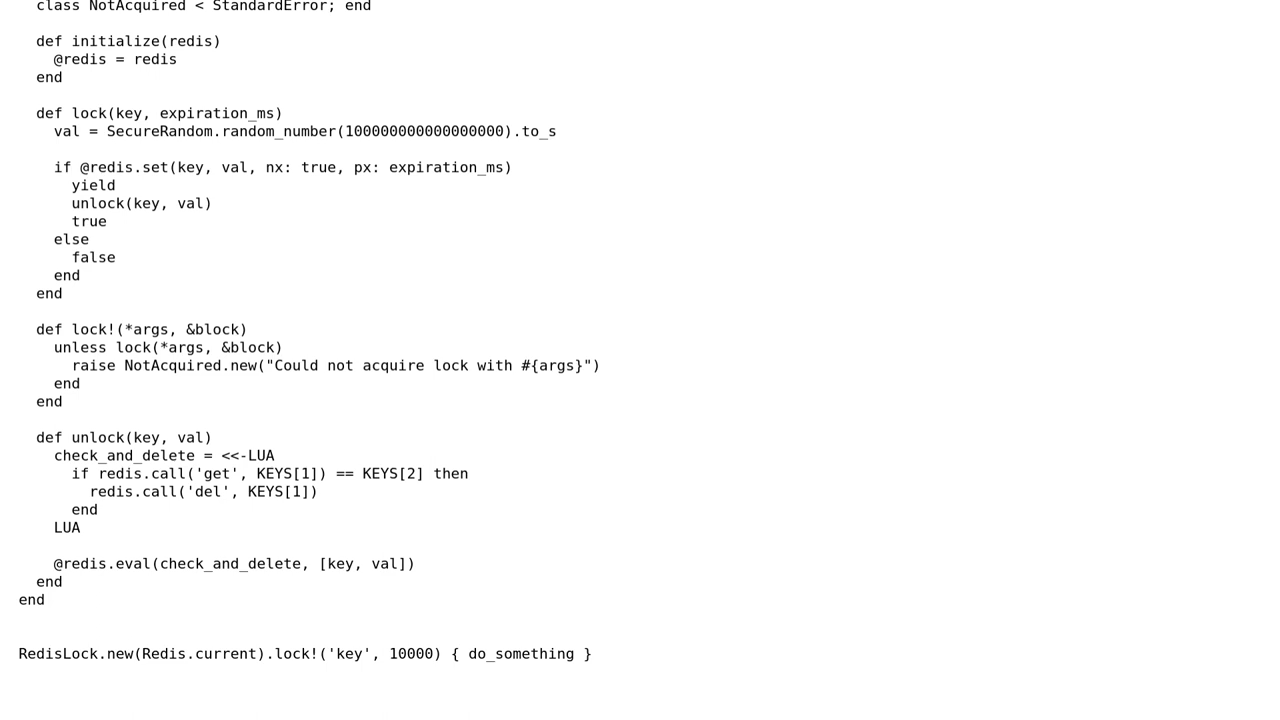 class NotAcquired < StandardError; end
def initialize(redis)
@redis = redis
end
def lock(key, expiration_ms)
val = SecureRandom.random_number(100000000000000000).to_s
if @redis.set(key, val, nx: true, px: expiration_ms)
yield
unlock(key, val)
true
else
false
end
end
def lock!(*args, &block)
unless lock(*args, &block)
raise NotAcquired.new("Could not acquire lock with #{args}")
end
end
def unlock(key, val)
check_and_delete = <<-LUA
if redis.call('get', KEYS[1]) == KEYS[2] then
redis.call('del', KEYS[1])
end
LUA
@redis.eval(check_and_delete, [key, val])
end
end
RedisLock.new(Redis.current).lock!('key', 10000) { do_something }